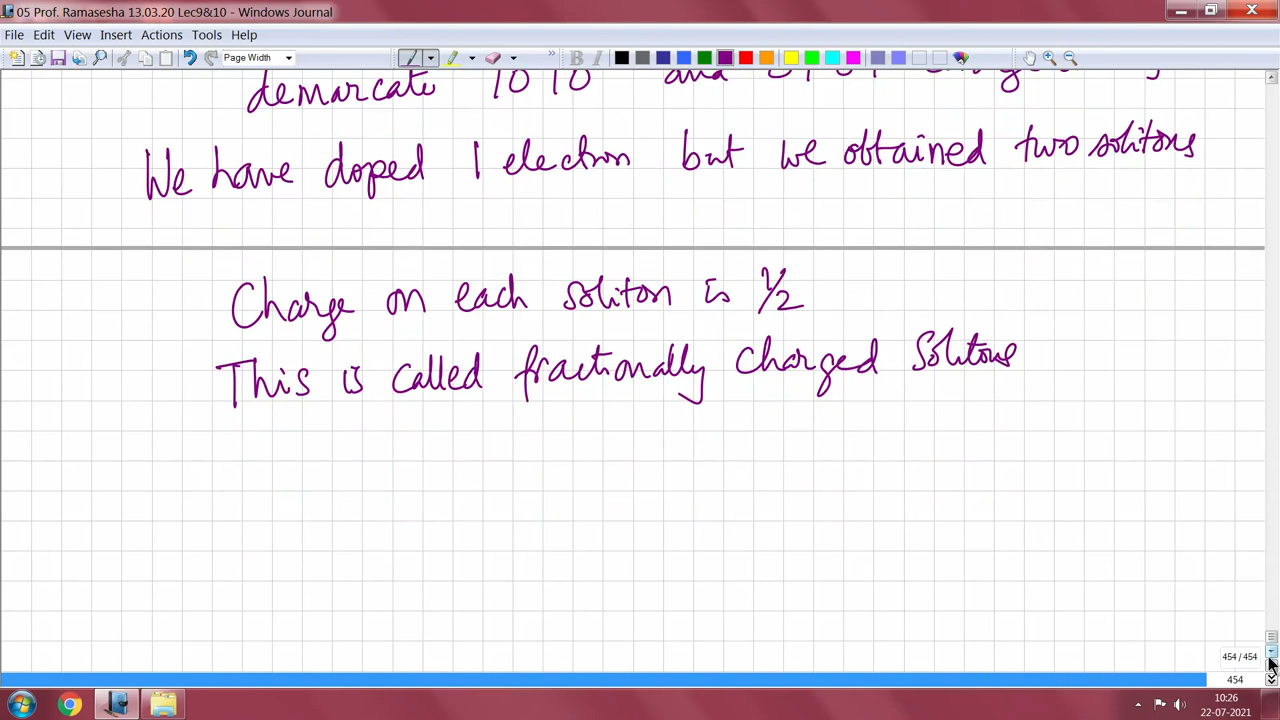 05 Prof. Ramasesha 13.03.20 Lec9&10 - Windows Journal
File Edit View Insert Actions Tools Help
Page Width
demarcate 1010 and
We have doped 1 electron but we obtained two solitons
Charge on each soliton is 1/2
This is called fractionally charged Solitons
454 / 454
454
10:26
22-07-2021